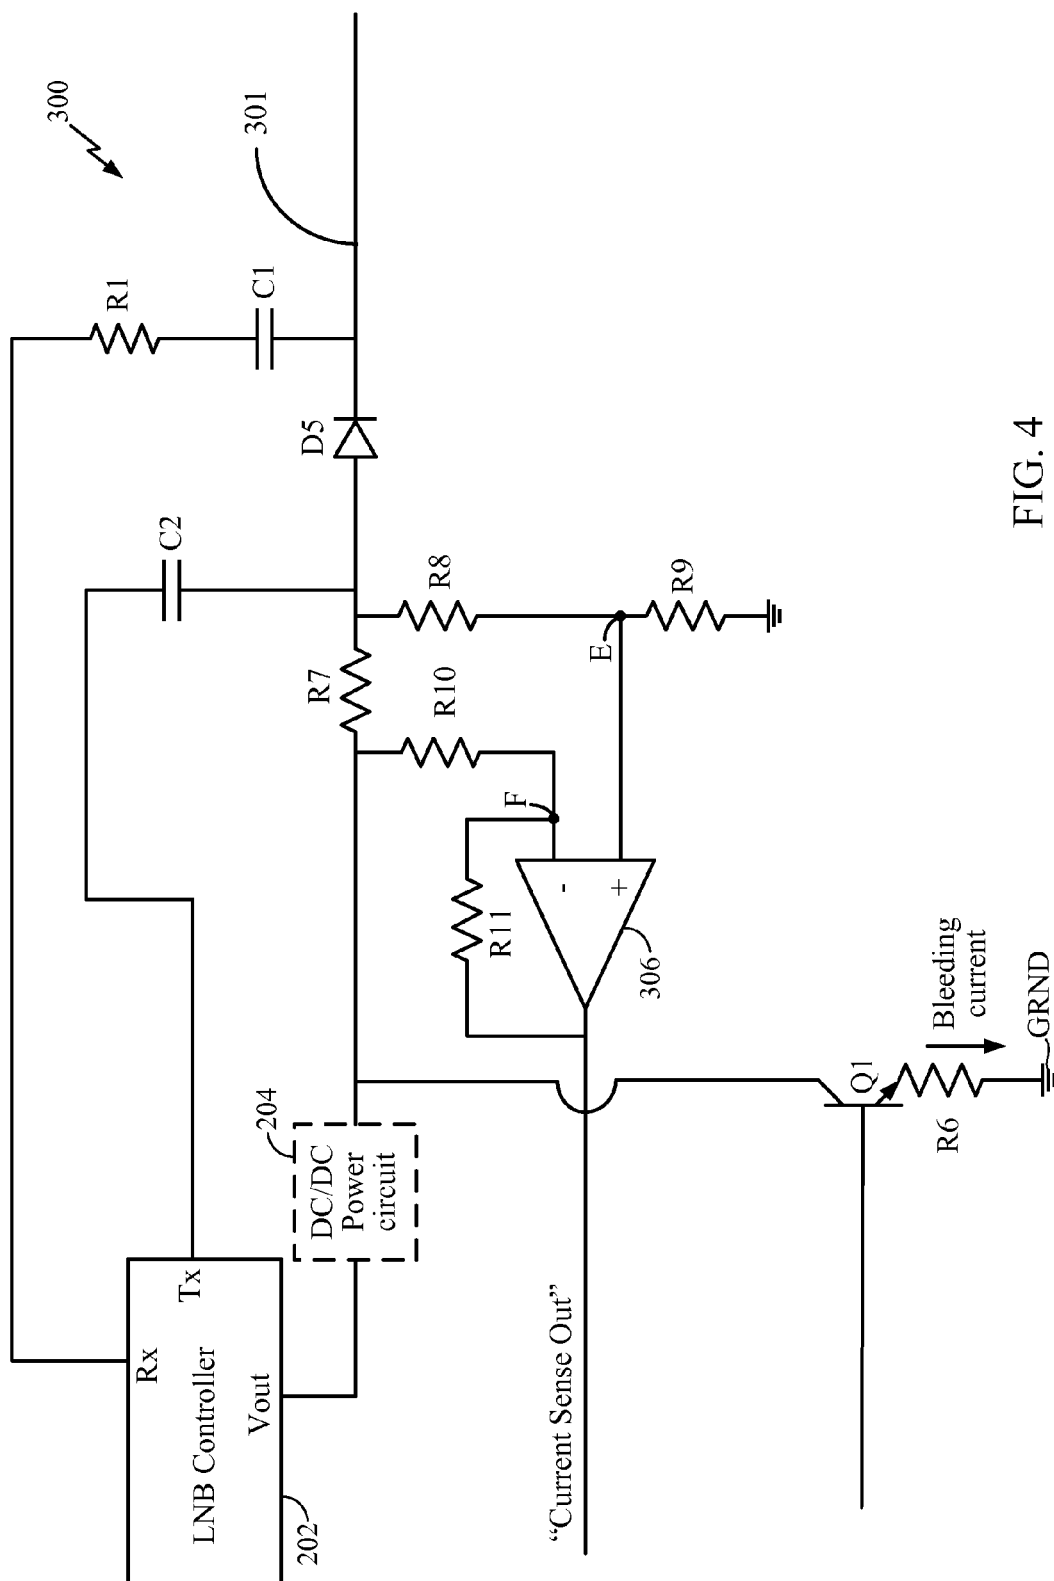 300
301
R1
C1
D5
C2
R8
R9
E
R7
R10
F
R11
-
+
306
204
DC/DC
Power
circuit
Rx
Tx
LNB Controller
Vout
202
“Current Sense Out”
Q1
R6
Bleeding
current
GRND
FIG. 4